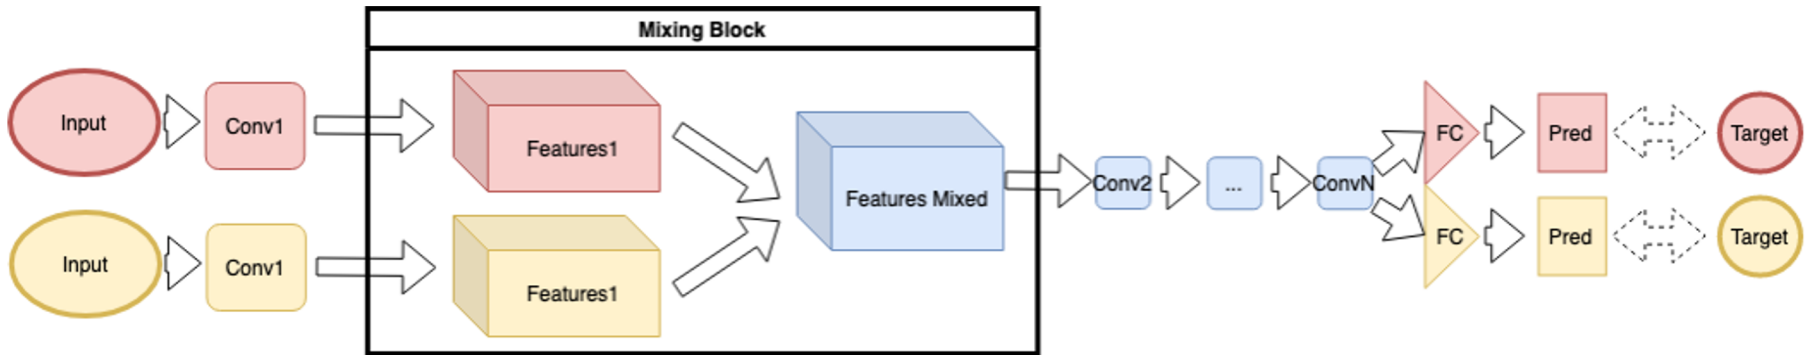 Mixing Block
Input
Conv1
Features1
Input
Conv1
Features1
Features Mixed
Conv2
...
ConvN
FC
Pred
Target
FC
Pred
Target